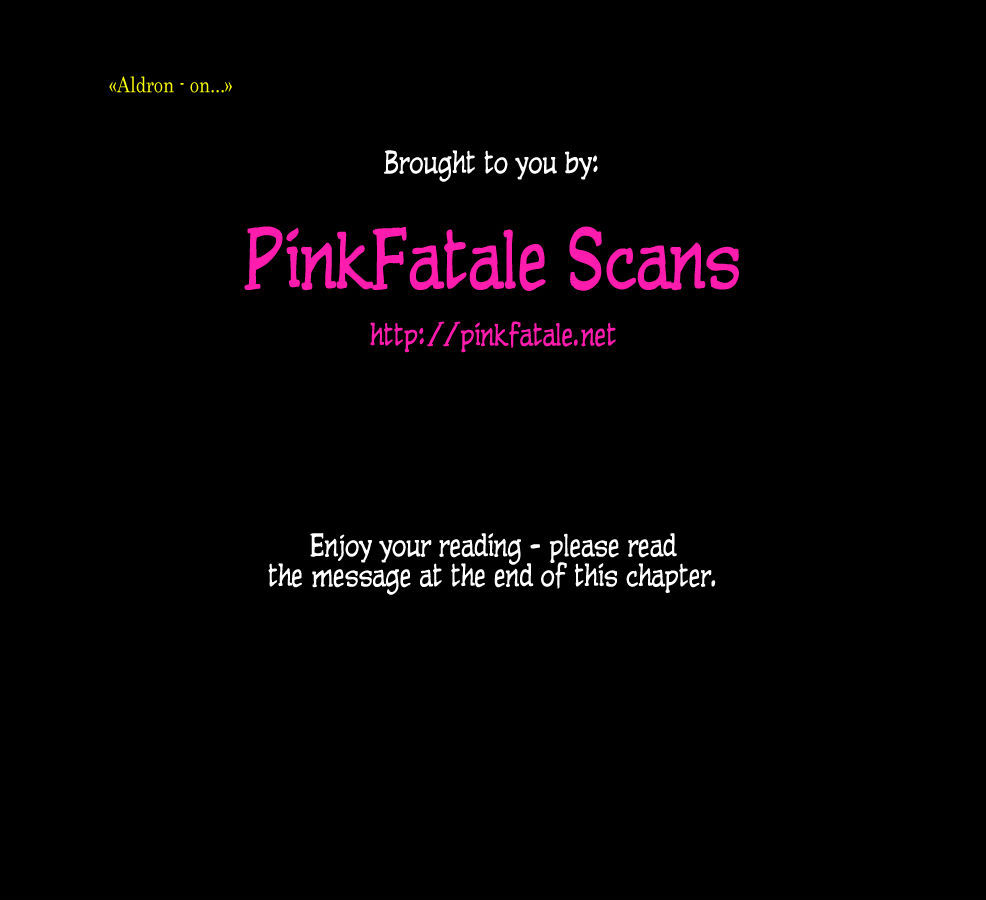 «Aldron - on...»
Brought to you by:
PinkFatale Scans
http://pinkfatale.net
Enjoy your reading - please read
the message at the end of this chapter.